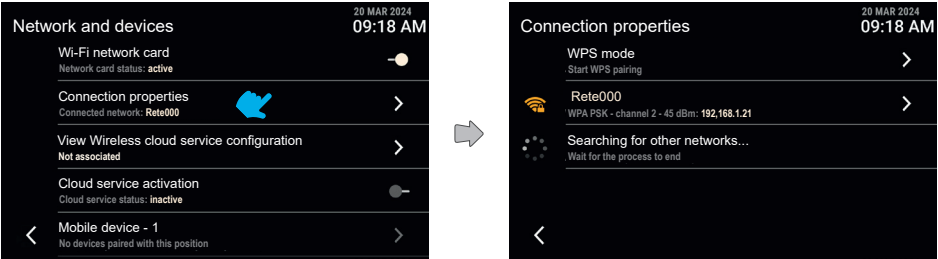 Network and devices
20 MAR 2024
09:18 AM
Wi-Fi network card
Network card status: active
Connection properties
Connected network: Rete000
View Wireless cloud service configuration
Not associated
Cloud service activation
Cloud service status: inactive
Mobile device - 1
No devices paired with this position
Connection properties
20 MAR 2024
09:18 AM
WPS mode
Start WPS pairing
Rete000
WPA PSK - channel 2 - 45 dBm: 192,168.1.21
Searching for other networks...
Wait for the process to end